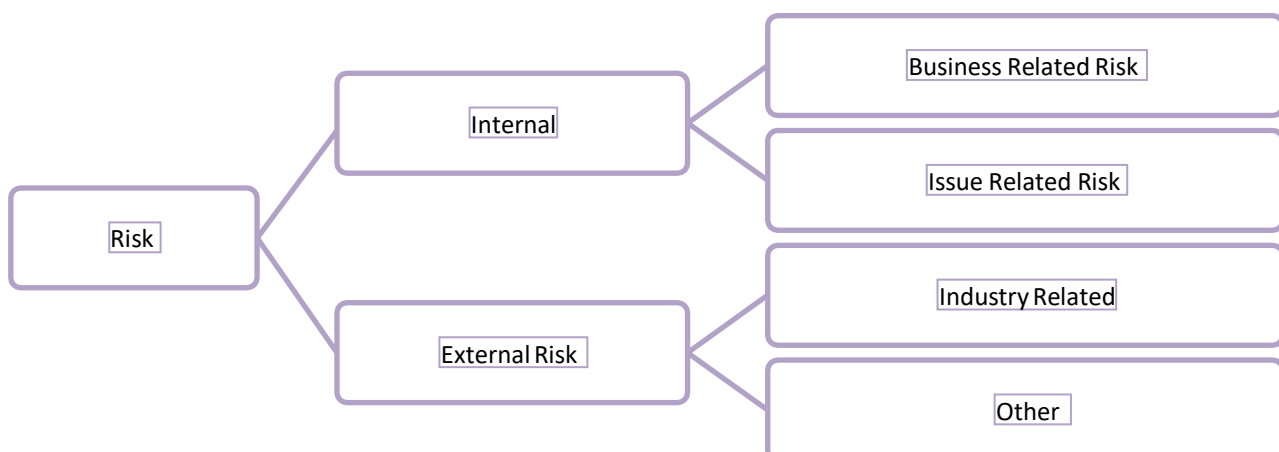 Business Related Risk
Internal
Issue Related Risk
Risk
Industry Related
External Risk
Other